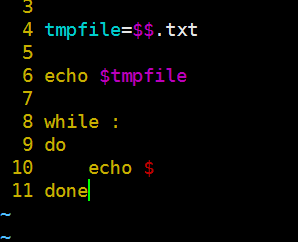 3
4 tmpfile=$$.txt
5
6 echo $tmpfile
7
8 while :
9 do
10     echo $
11 done
~
~